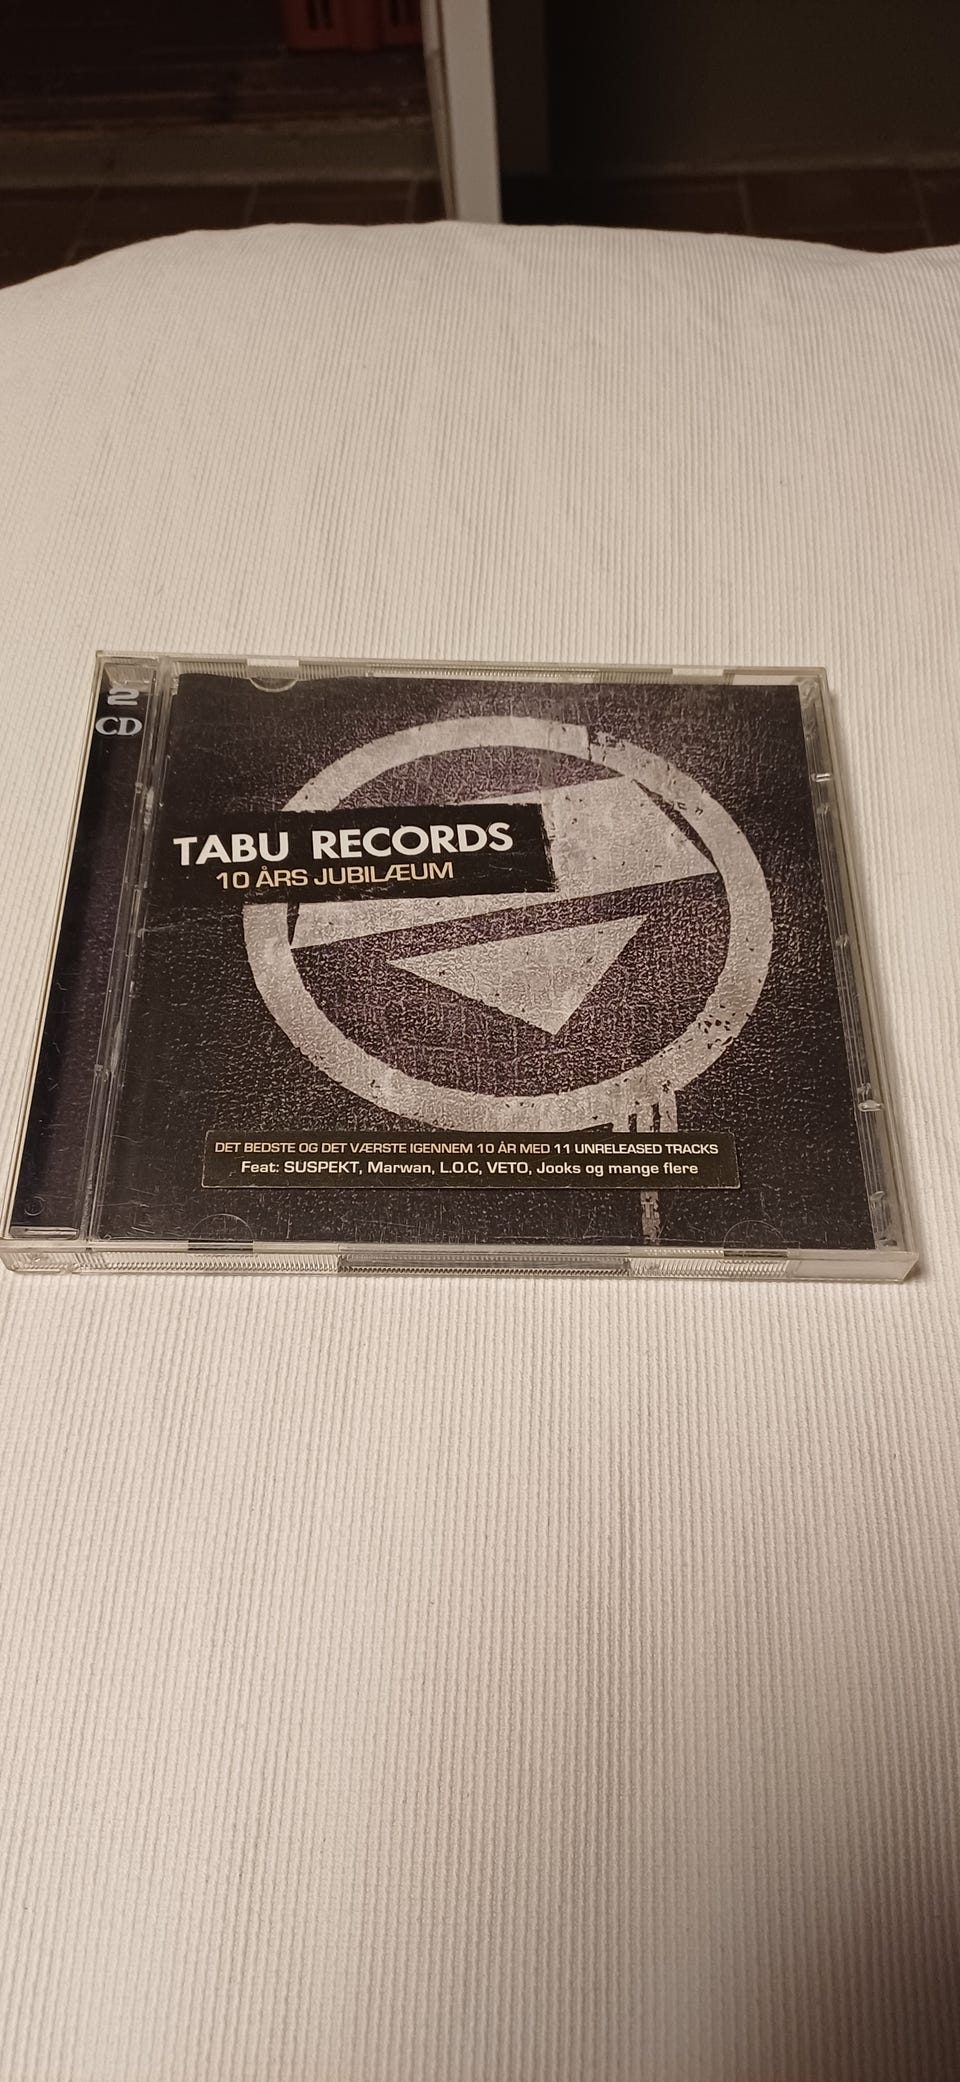 2
CD
TABU RECORDS
10 ÅRS JUBILÆUM
DET BEDSTE OG DET VÆRSTE IGENNEM 10 ÅR MED 11 UNRELEASED TRACKS
Feat: SUSPEKT, Marwan, L.O.C, VETO, Jooks og mange flere